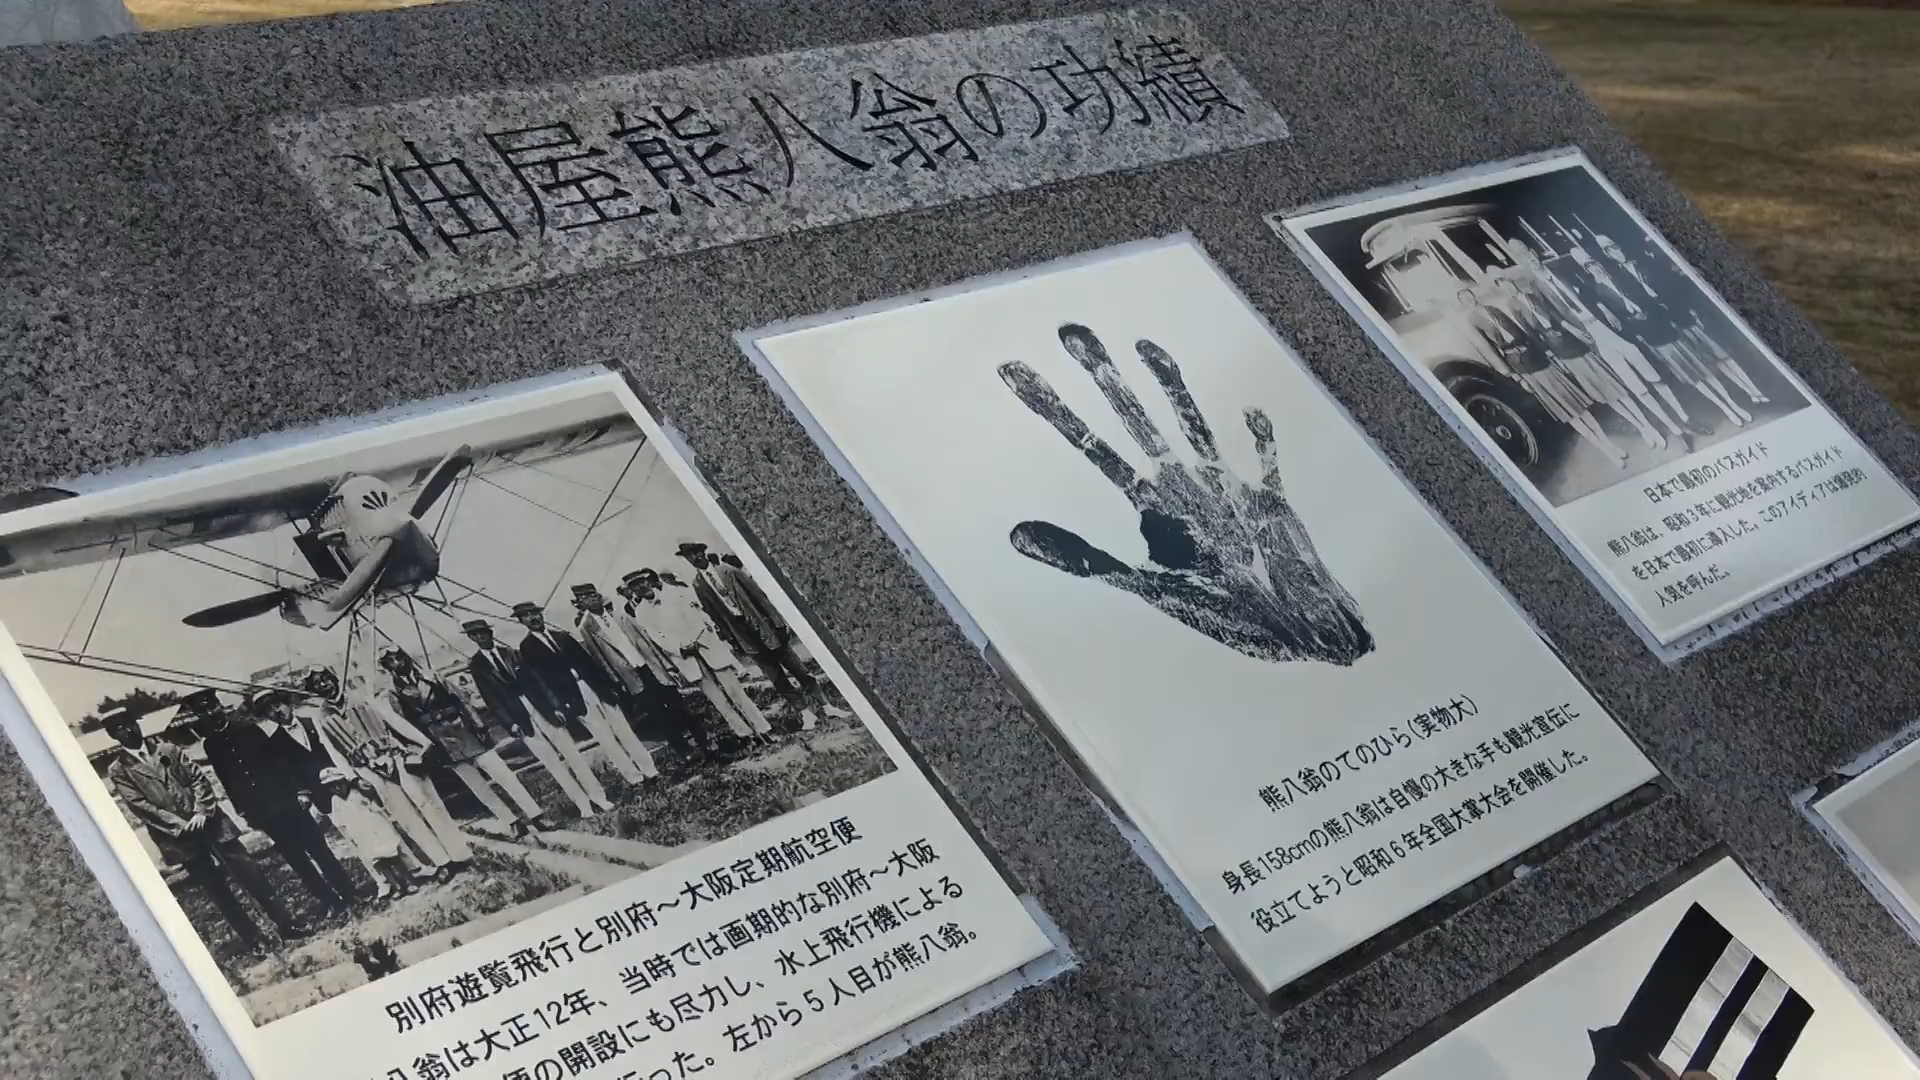 油屋熊八翁の功績
別府遊覧飛行と別府～大阪定期航空便
八翁は大正12年、当時では画期的な別府～大阪
便の開設にも尽力し、水上飛行機による
行った。左から5人目が熊八翁。
熊八翁のてのひら(実物大)
身長158cmの熊八翁は自慢の大きな手も観光宣伝に
役立てようと昭和6年全国大掌大会を開催した。
日本で最初のバスガイド
熊八翁は、昭和3年に観光地を案内するバスガイド
を日本で最初に導入した。このアイディアは爆発的
人気を呼んだ。